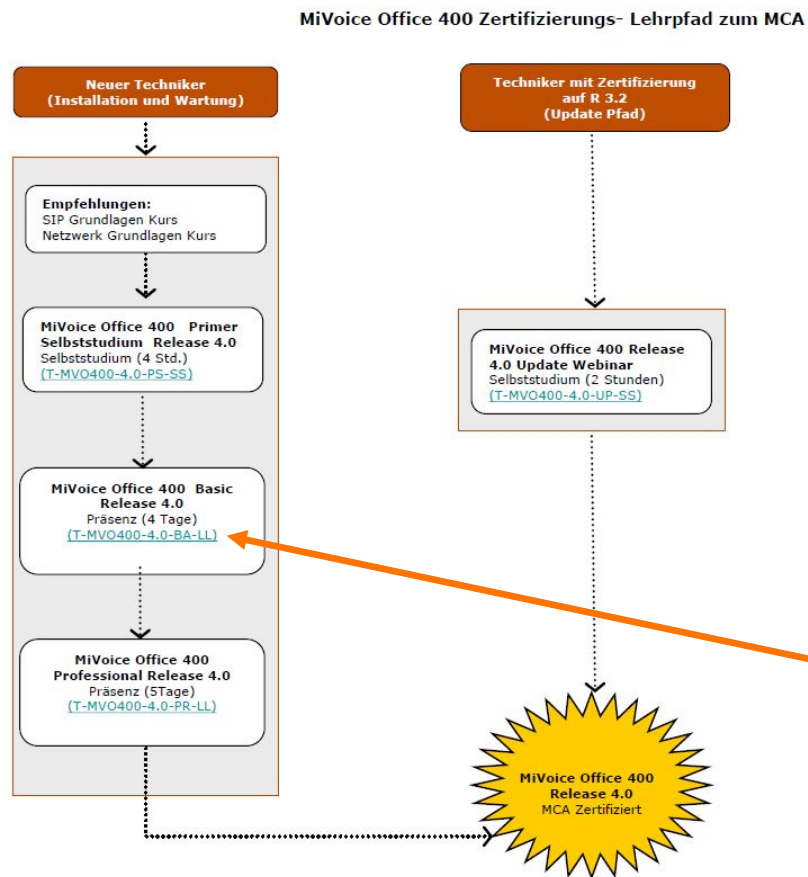 MiVoice Office 400 Zertifizierungs- Lehrpfad zum MCA
Neuer Techniker
(Installation und Wartung)
Empfehlungen:
SIP Grundlagen Kurs
Netzwerk Grundlagen Kurs
MiVoice Office 400 Primer
Selbststudium Release 4.0
Selbststudium (4 Std.)
(T-MVO400-4.0-PS-SS)
MiVoice Office 400 Basic
Release 4.0
Präsenz (4 Tage)
(T-MVO400-4.0-BA-LL)
MiVoice Office 400
Professional Release 4.0
Präsenz (5Tage)
(T-MVO400-4.0-PR-LL)
Techniker mit Zertifizierung
auf R 3.2
(Update Pfad)
MiVoice Office 400 Release
4.0 Update Webinar
Selbststudium (2 Stunden)
(T-MVO400-4.0-UP-SS)
MiVoice Office 400
Release 4.0
MCA Zertifiziert